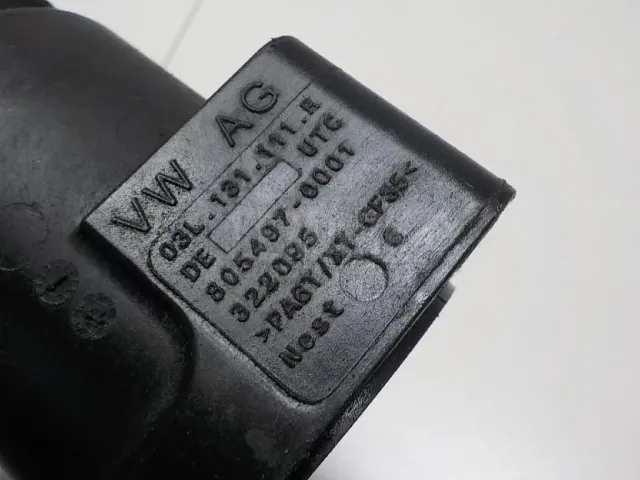 VW AG
03L.131.111.H
DE UTC
805497-0001
322095
>PA6T/XT-GF35<
Nest 6